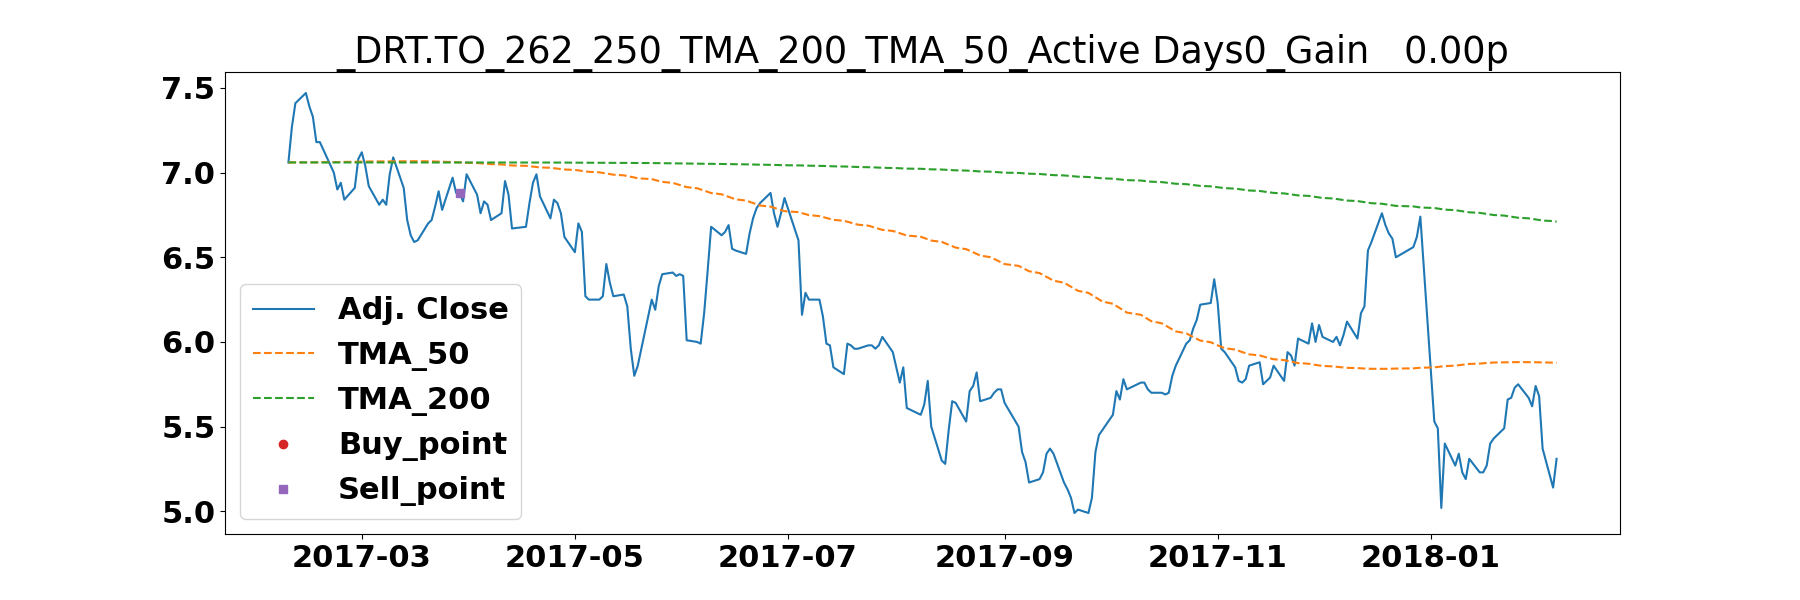 _DRT.TO_262_250_TMA_200_TMA_50_Active Days0_Gain   0.00p
7.5
7.0
6.5
6.0
5.5
5.0
Adj. Close
TMA_50
TMA_200
Buy_point
Sell_point
2017-03 2017-05 2017-07 2017-09 2017-11 2018-01